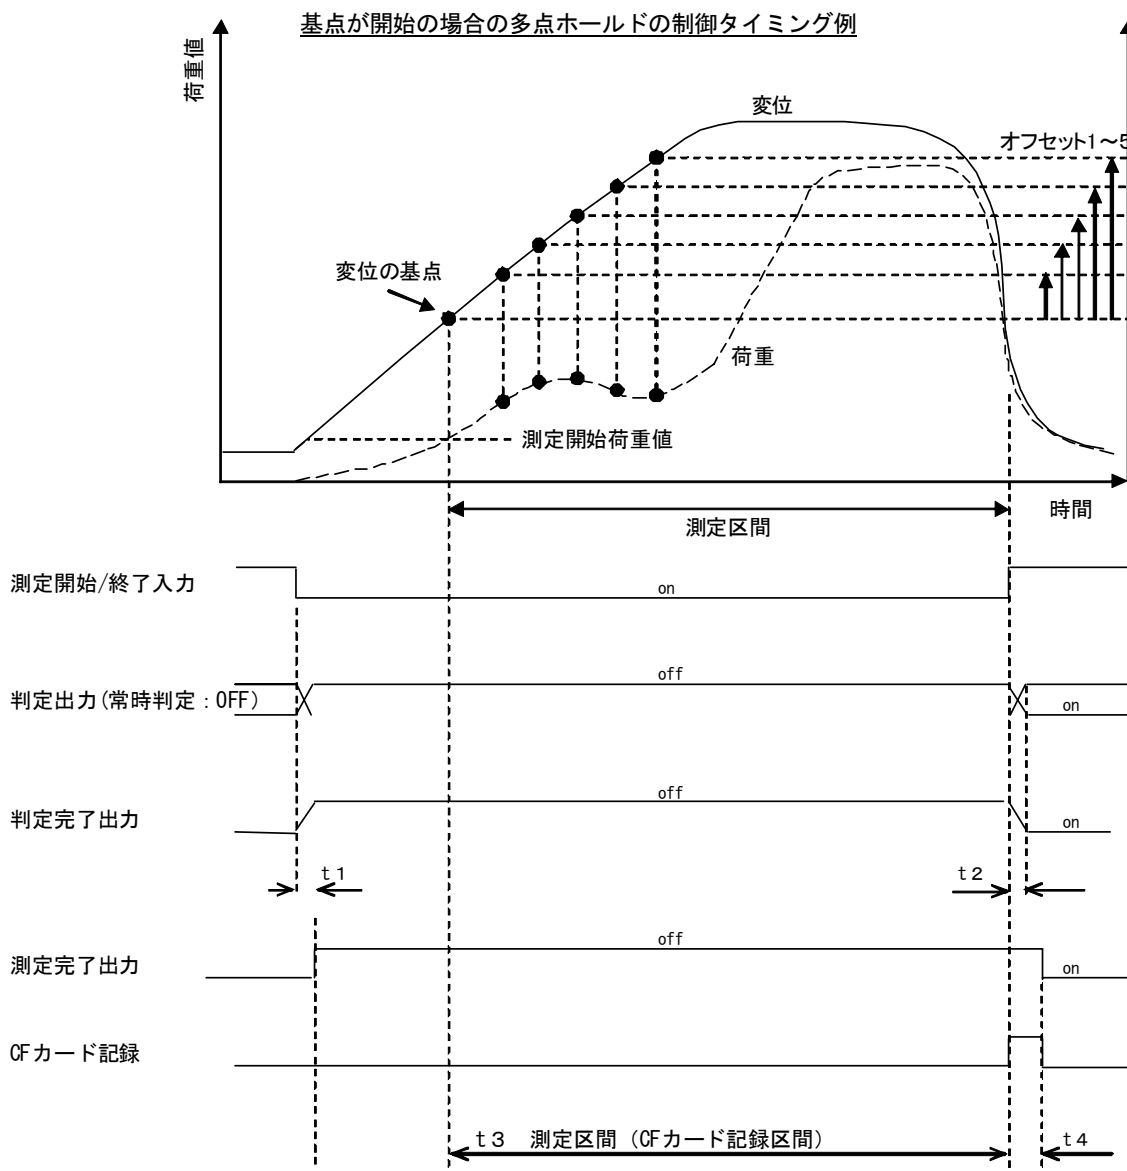 基点が開始の場合の多点ホールドの制御タイミング例
荷重値
変位
オフセット1～5
変位の基点
荷重
測定開始荷重値
時間
測定区間
測定開始/終了入力
on
判定出力(常時判定：OFF)
off
on
判定完了出力
off
on
t1
t2
測定完了出力
off
on
CFカード記録
t3 測定区間（CFカード記録区間）
t4